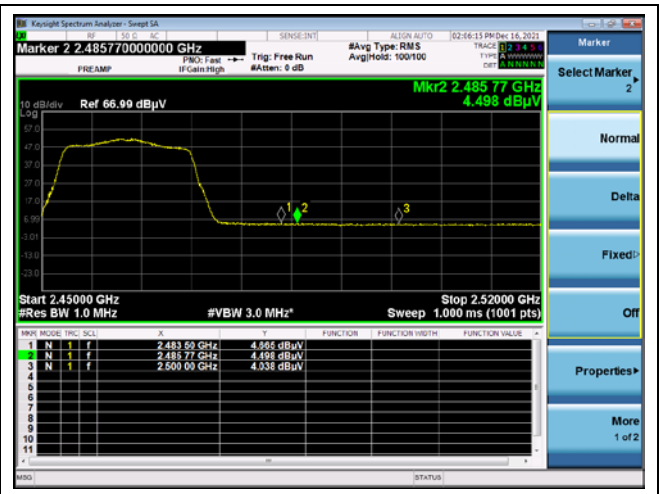 Keysight Spectrum Analyzer - Swept SA
RF 50 Ω AC SENSE:INT ALIGN AUTO 02:06:15 PM Dec 16, 2021
Marker 2 2.485770000000 GHz
#Avg Type: RMS
TRACE 1 2 3 4 5 6
PNO: Fast Trig: Free Run Avg|Hold: 100/100
TYPE A WWWWW
PREAMP IFGain:High #Atten: 0 dB
DET A N N N N N
Mkr2 2.485 77 GHz
10 dB/div Ref 66.99 dBµV 4.498 dBµV
Log
57.0
47.0
37.0
27.0
17.0
1 2 3
6.99
-3.01
-13.0
-23.0
Start 2.45000 GHz Stop 2.52000 GHz
#Res BW 1.0 MHz #VBW 3.0 MHz* Sweep 1.000 ms (1001 pts)
MKR MODE TRC SCL X Y FUNCTION FUNCTION WIDTH FUNCTION VALUE
1 N 1 f 2.483 50 GHz 4.665 dBµV
2 N 1 f 2.485 77 GHz 4.498 dBµV
3 N 1 f 2.500 00 GHz 4.038 dBµV
4
5
6
7
8
9
10
11
MSG STATUS
Marker
Select Marker
2
Normal
Delta
Fixed
Off
Properties
More
1 of 2